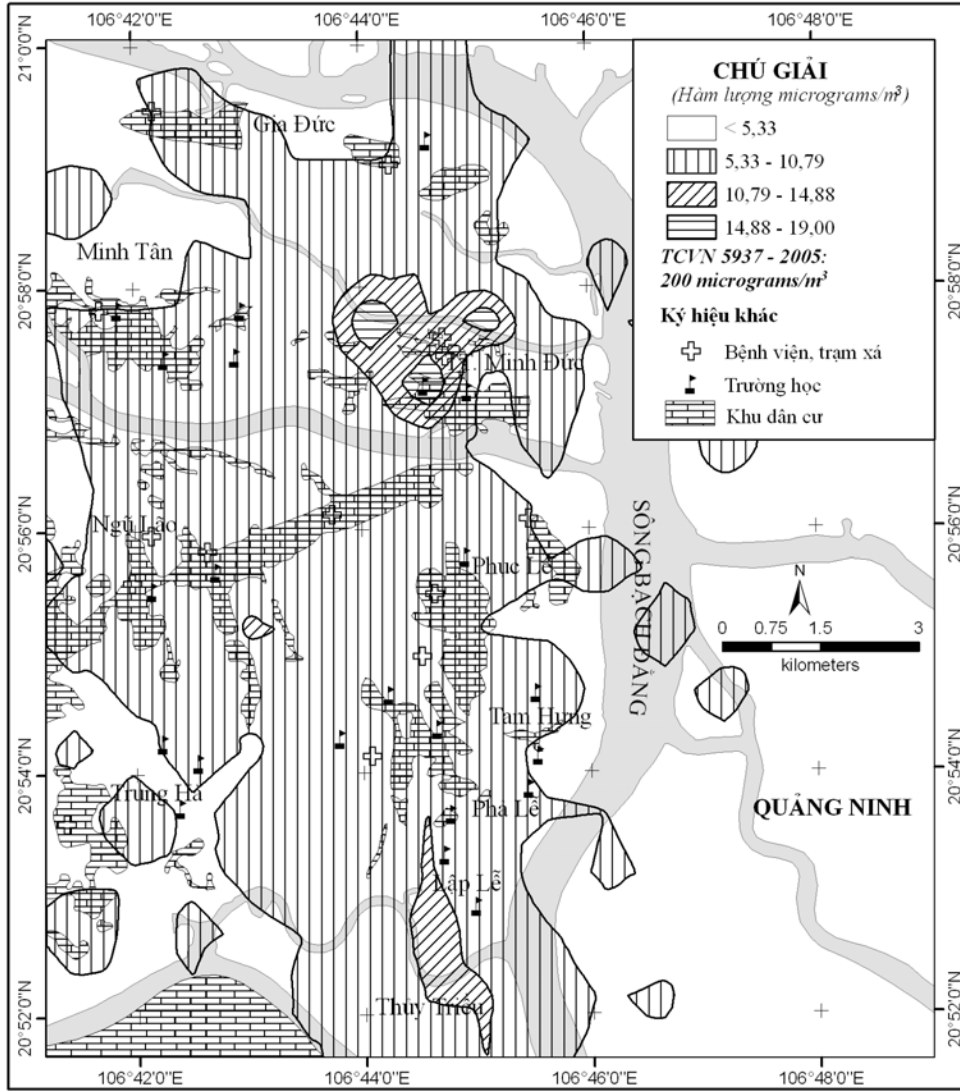 106°42'0"E
106°44'0"E
106°46'0"E
106°48'0"E
21°0'0"N
21°0'0"N
CHÚ GIẢI
(Hàm lượng micrograms/m³)
< 5,33
5,33 - 10,79
10,79 - 14,88
14,88 - 19,00
TCVN 5937 - 2005:
200 micrograms/m³
Ký hiệu khác
Bệnh viện, trạm xá
Trường học
Khu dân cư
Gia Đức
Minh Tân
20°58'0"N
20°58'0"N
TT. Minh Đức
20°56'0"N
20°56'0"N
Ngũ Lão
Phục Lễ
SÔNG BẠCH ĐẰNG
N
0 0.75 1.5 3
kilometers
Tam Hưng
20°54'0"N
20°54'0"N
Trung Hà
Phả Lễ
QUẢNG NINH
Lập Lễ
20°52'0"N
20°52'0"N
Thủy Triều
106°42'0"E
106°44'0"E
106°46'0"E
106°48'0"E